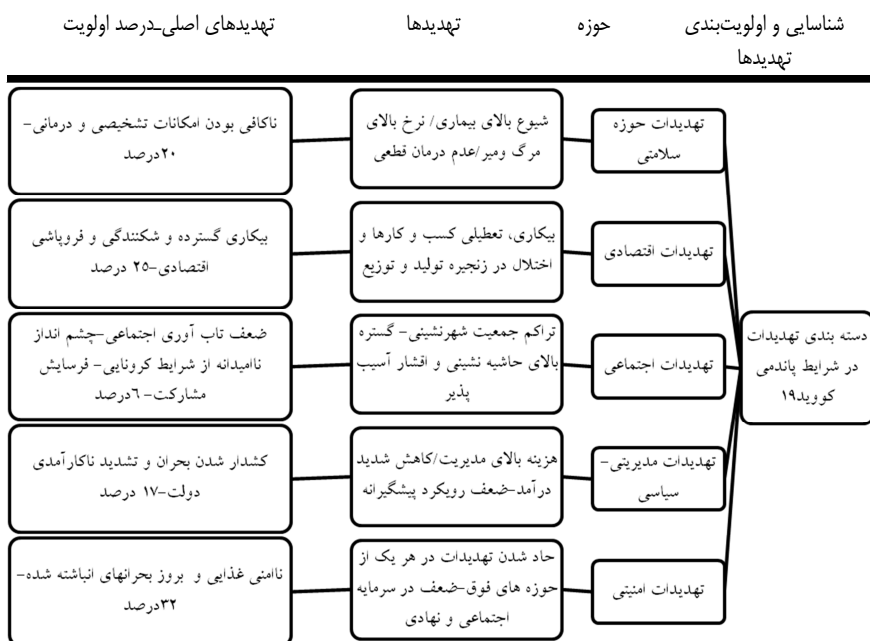 شناسایی و اولویت‌بندی
تهدیدها
حوزه
تهدیدها
تهدیدهای اصلی-درصد اولویت
دسته بندی تهدیدات
در شرایط پاندمی
کووید۱۹
تهدیدات حوزه
سلامتی
شیوع بالای بیماری/ نرخ بالای
مرگ ومیر/عدم درمان قطعی
ناکافی بودن امکانات تشخیصی و درمانی-
۲۰درصد
تهدیدات اقتصادی
بیکاری، تعطیلی کسب و کارها و
اختلال در زنجیره تولید و توزیع
بیکاری گسترده و شکنندگی و فروپاشی
اقتصادی-۲۵ درصد
تهدیدات اجتماعی
تراکم جمعیت شهرنشینی- گستره
بالای حاشیه نشینی و اقشار آسیب
پذیر
ضعف تاب آوری اجتماعی-چشم انداز
ناامیدانه از شرایط کرونایی- فرسایش
مشارکت- ۶درصد
تهدیدات مدیریتی-
سیاسی
هزینه بالای مدیریت/کاهش شدید
درآمد-ضعف رویکرد پیشگیرانه
کشدار شدن بحران و تشدید ناکارآمدی
دولت-۱۷ درصد
تهدیدات امنیتی
حاد شدن تهدیدات در هر یک از
حوزه های فوق-ضعف در سرمایه
اجتماعی و نهادی
ناامنی غذایی و بروز بحرانهای انباشته شده-
۳۲درصد